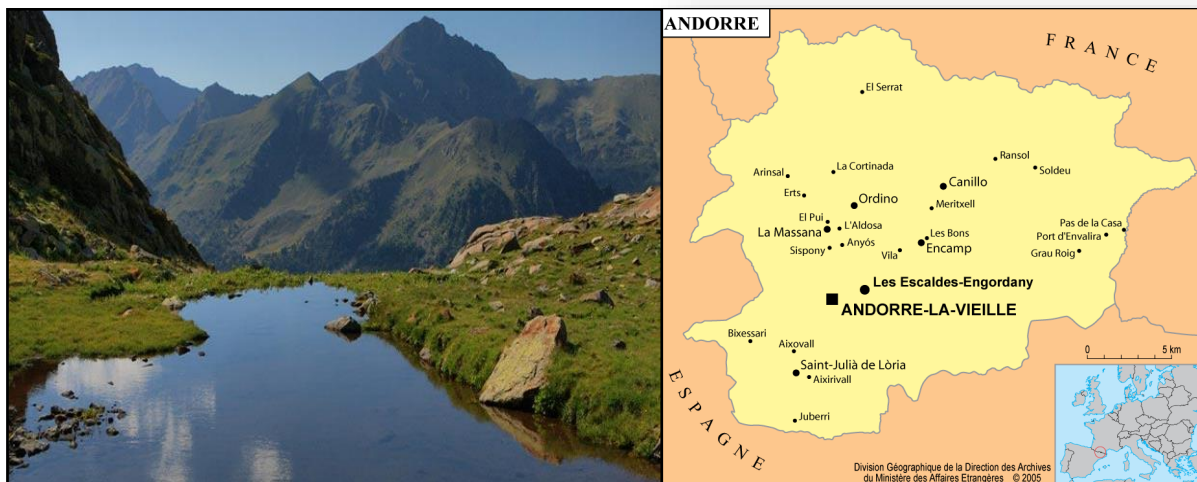 ANDORRE
FRANCE
El Serrat
Ransol
La Cortinada
Soldeu
Arinsal
Canillo
Erts
Ordino
Meritxell
El Pui
L'Aldosa
Pas de la Casa
La Massana
Port d'Envalira
Les Bons
Anyós
Encamp
Sispony
Vila
Grau Roig
Les Escaldes-Engordany
ANDORRE-LA-VIEILLE
Bixessari
Aixovall
0 5 km
Saint-Julià de Lòria
Aixirivall
ESPAGNE
Juberri
Division Géographique de la Direction des Archives
du Ministère des Affaires Etrangères © 2005